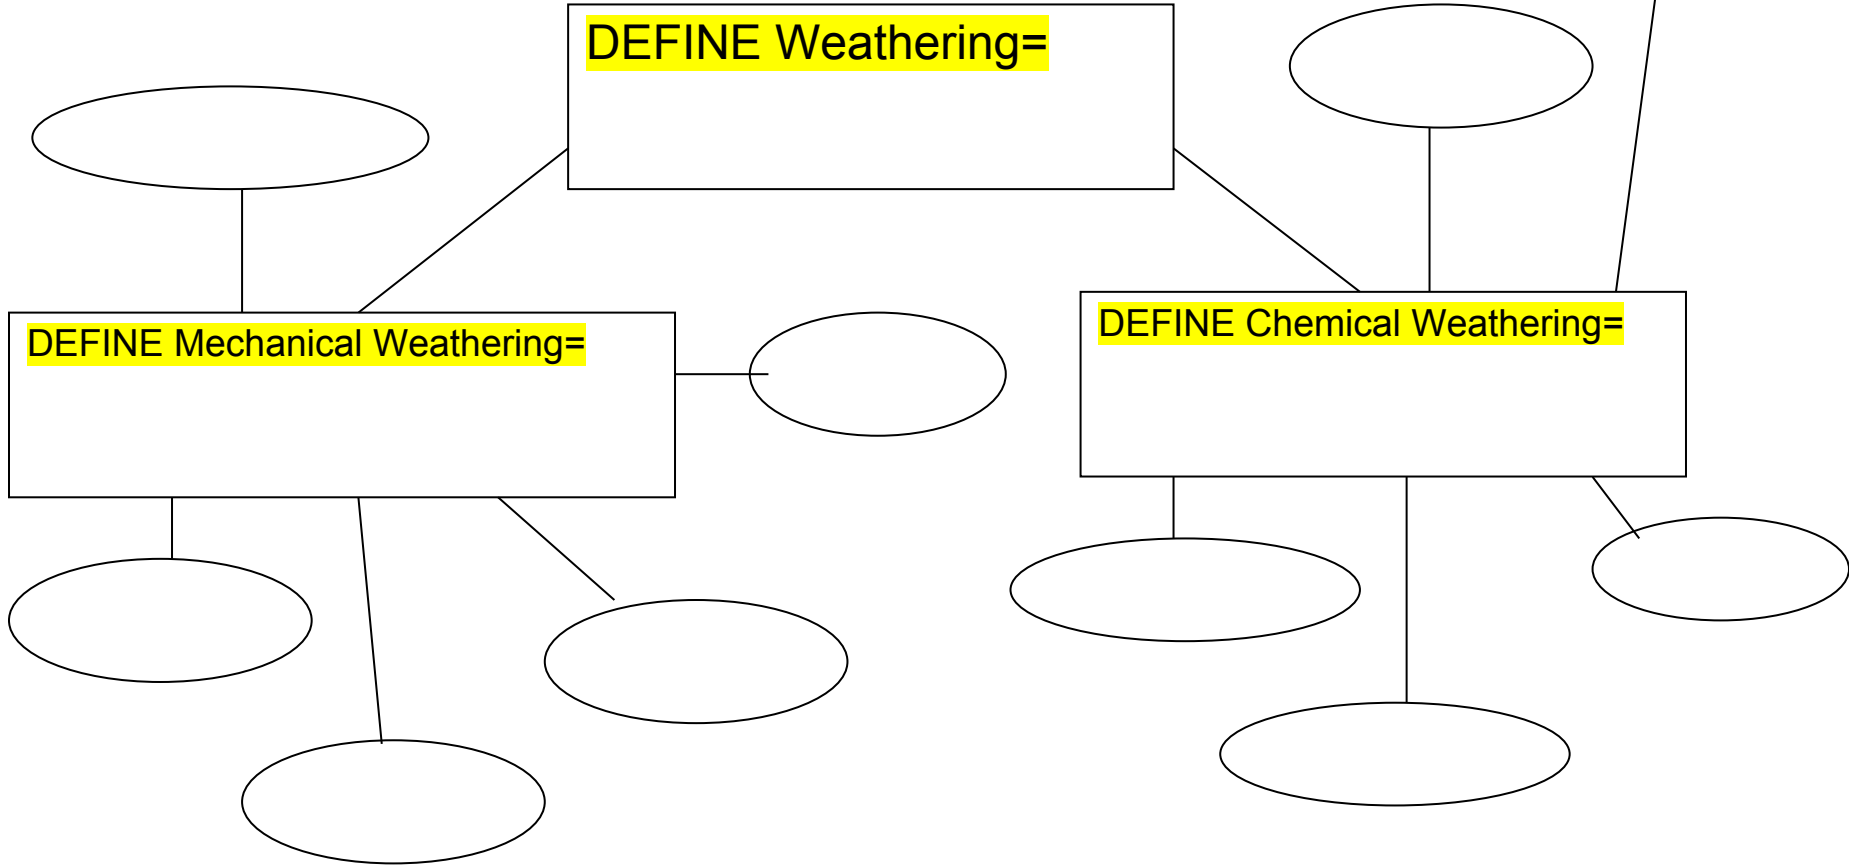 DEFINE Weathering=
DEFINE Mechanical Weathering=
DEFINE Chemical Weathering=